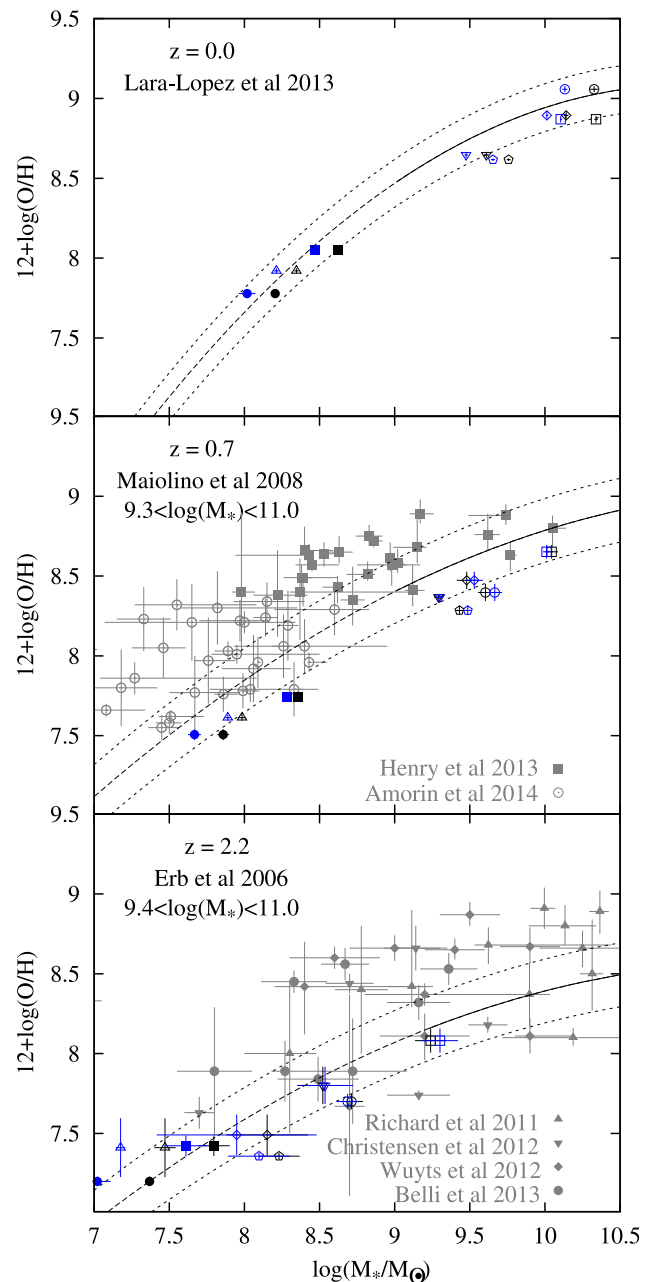 9.5
z = 0.0
Lara-Lopez et al 2013
9
8.5
8
7.5
12+log(O/H)
9.5
z = 0.7
Maiolino et al 2008
9.3<log(M*)<11.0
9
8.5
8
7.5
12+log(O/H)
Henry et al 2013
Amorin et al 2014
9.5
z = 2.2
Erb et al 2006
9.4<log(M*)<11.0
9
8.5
8
7.5
12+log(O/H)
Richard et al 2011
Christensen et al 2012
Wuyts et al 2012
Belli et al 2013
7 7.5 8 8.5 9 9.5 10 10.5
log(M*/M☉)